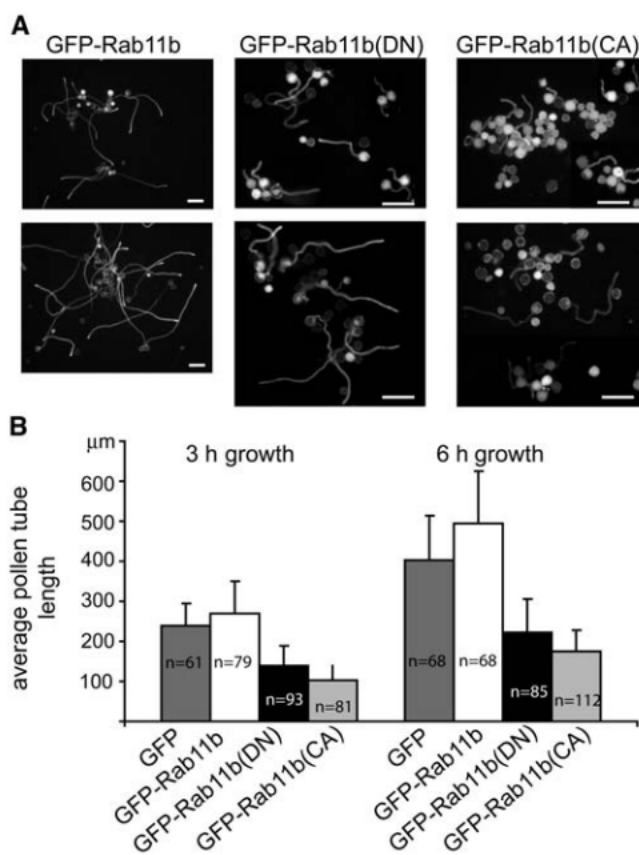 A
GFP-Rab11b
GFP-Rab11b(DN)
GFP-Rab11b(CA)
B
µm
3 h growth
6 h growth
600
500
400
300
200
100
average pollen tube
length
n=61
n=79
n=93
n=81
n=68
n=68
n=85
n=112
GFP
GFP-Rab11b
GFP-Rab11b(DN)
GFP-Rab11b(CA)
GFP
GFP-Rab11b
GFP-Rab11b(DN)
GFP-Rab11b(CA)